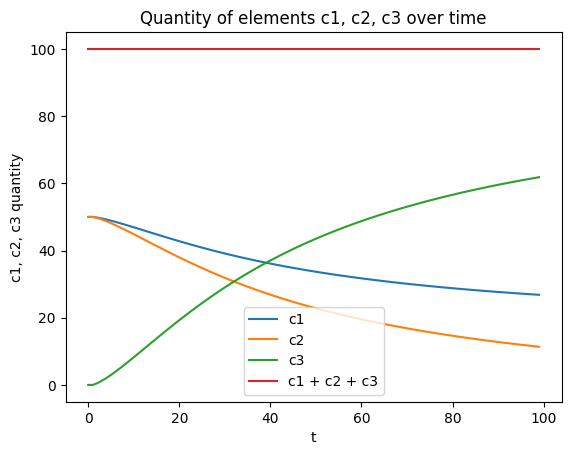 Quantity of elements c1, c2, c3 over time
c1, c2, c3 quantity
100
80
60
40
20
0
c1
c2
c3
c1 + c2 + c3
0 20 40 60 80 100
t